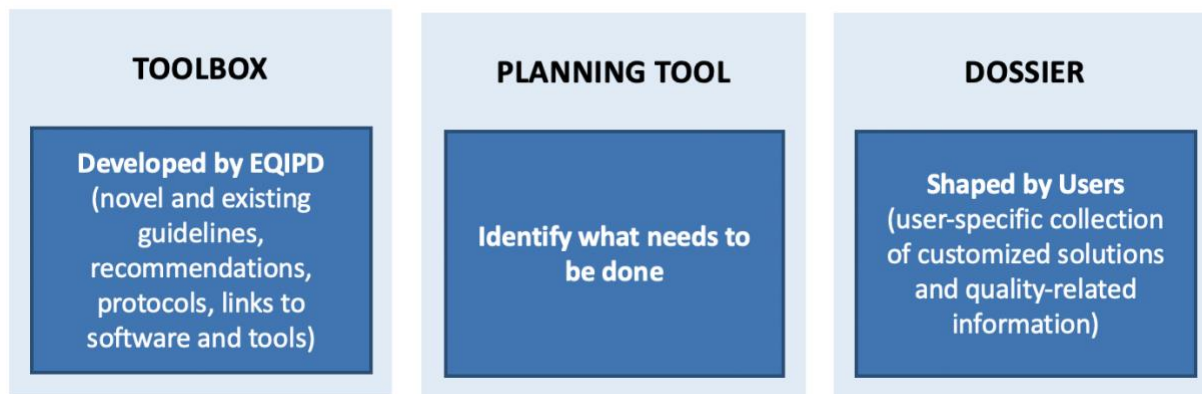 TOOLBOX
Developed by EQIPD
(novel and existing
guidelines,
recommendations,
protocols, links to
software and tools)
PLANNING TOOL
Identify what needs to
be done
DOSSIER
Shaped by Users
(user-specific collection
of customized solutions
and quality-related
information)